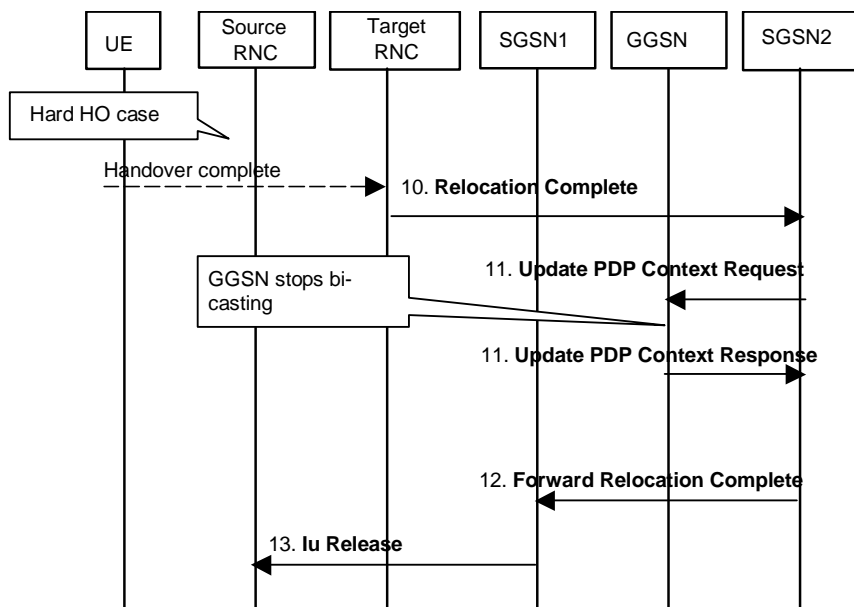 UE
Source
RNC
Target
RNC
SGSN1
GGSN
SGSN2
Hard HO case
Handover complete
10. Relocation Complete
11. Update PDP Context Request
GGSN stops bi-
casting
11. Update PDP Context Response
12. Forward Relocation Complete
13. Iu Release